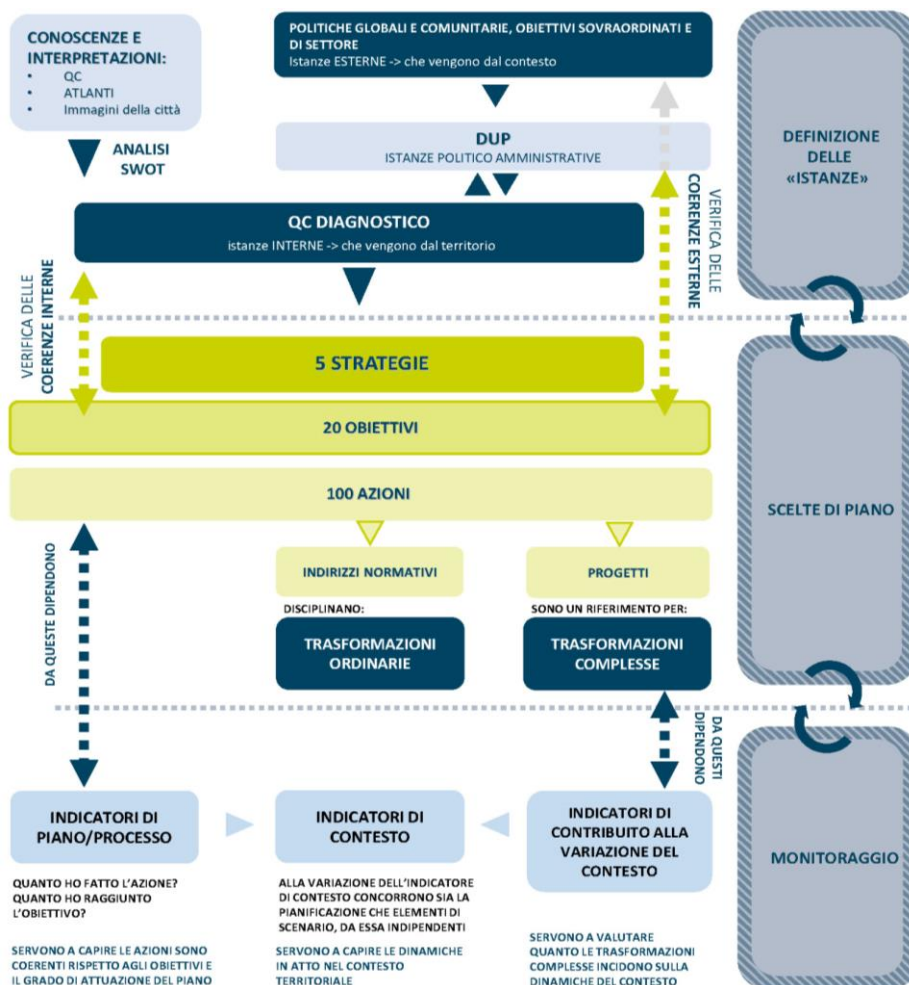 CONOSCENZE E
INTERPRETAZIONI:
• QC
• ATLANTI
• Immagini della città
ANALISI
SWOT
POLITICHE GLOBALI E COMUNITARIE, OBIETTIVI SOVRAORDINATI E
DI SETTORE
Istanze ESTERNE -> che vengono dal contesto
DUP
ISTANZE POLITICO AMMINISTRATIVE
QC DIAGNOSTICO
istanze INTERNE -> che vengono dal territorio
VERIFICA DELLE
COERENZE INTERNE
VERIFICA DELLE
COERENZE ESTERNE
DEFINIZIONE
DELLE
«ISTANZE»
5 STRATEGIE
20 OBIETTIVI
100 AZIONI
INDIRIZZI NORMATIVI
PROGETTI
DISCIPLINANO:
SONO UN RIFERIMENTO PER:
TRASFORMAZIONI
ORDINARIE
TRASFORMAZIONI
COMPLESSE
DA QUESTE DIPENDONO
DA QUESTI
DIPENDONO
SCELTE DI PIANO
INDICATORI DI
PIANO/PROCESSO
INDICATORI DI
CONTESTO
INDICATORI DI
CONTRIBUITO ALLA
VARIAZIONE DEL
CONTESTO
QUANTO HO FATTO L'AZIONE?
QUANTO HO RAGGIUNTO
L'OBIETTIVO?
ALLA VARIAZIONE DELL'INDICATORE
DI CONTESTO CONCORRONO SIA LA
PIANIFICAZIONE CHE ELEMENTI DI
SCENARIO, DA ESSA INDIPENDENTI
SERVONO A CAPIRE LE AZIONI SONO
COERENTI RISPETTO AGLI OBIETTIVI E
IL GRADO DI ATTUAZIONE DEL PIANO
SERVONO A CAPIRE LE DINAMICHE
IN ATTO NEL CONTESTO
TERRITORIALE
SERVONO A VALUTARE
QUANTO LE TRASFORMAZIONI
COMPLESSE INCIDONO SULLA
DINAMICHE DEL CONTESTO
MONITORAGGIO